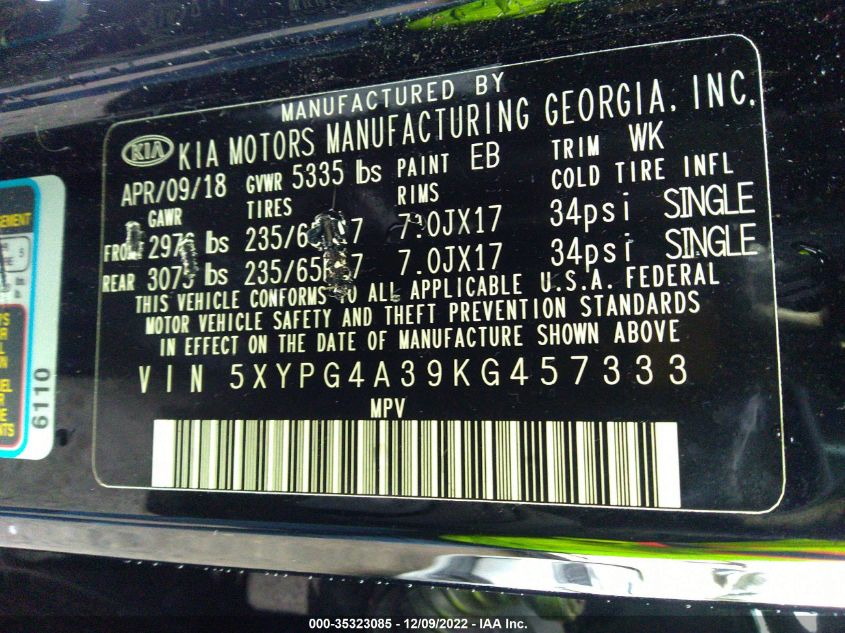 MANUFACTURED BY
KIA KIA MOTORS MANUFACTURING GEORGIA, INC.
APR/09/18 GVWR 5335 lbs PAINT EB TRIM WK
GAWR TIRES RIMS COLD TIRE INFL
lbs 7.0JX17 34psi SINGLE
REAR lbs 7.0JX17 34psi SINGLE
THIS VEHICLE CONFORMS TO ALL APPLICABLE U.S.A. FEDERAL
MOTOR VEHICLE SAFETY AND THEFT PREVENTION STANDARDS
IN EFFECT ON THE DATE OF MANUFACTURE SHOWN ABOVE
VIN 5XYPG4A39KG457333
MPV
6110
000-35323085 - 12/09/2022 - IAA Inc.